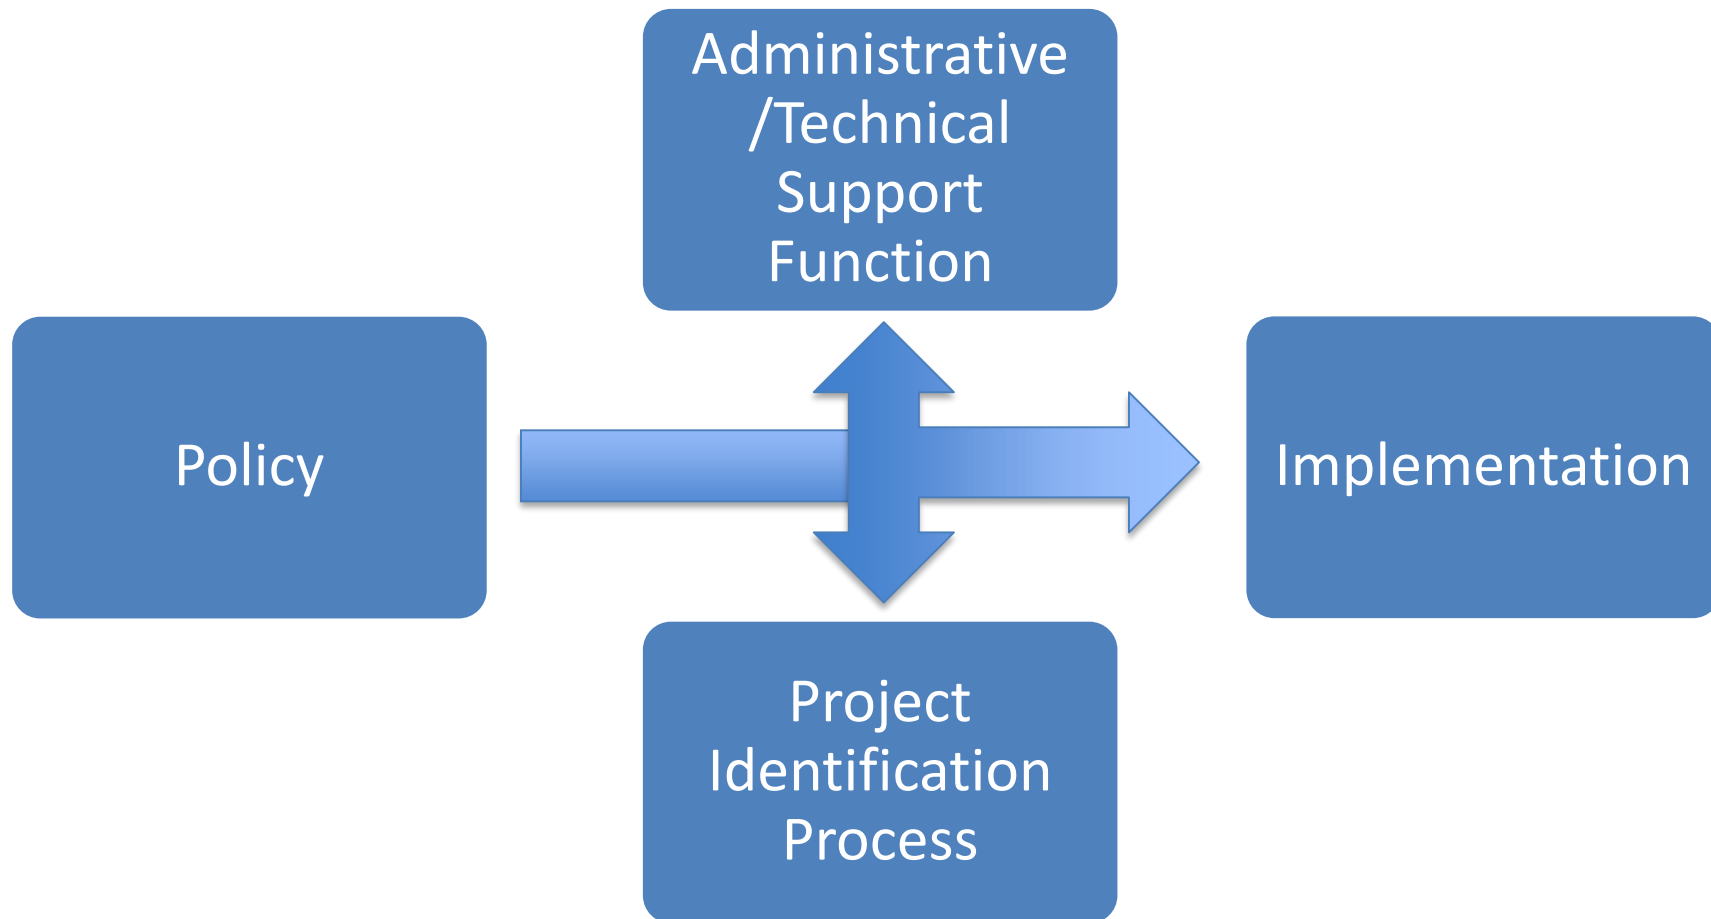 Administrative
/Technical
Support
Function
Policy
Implementation
Project
Identification
Process